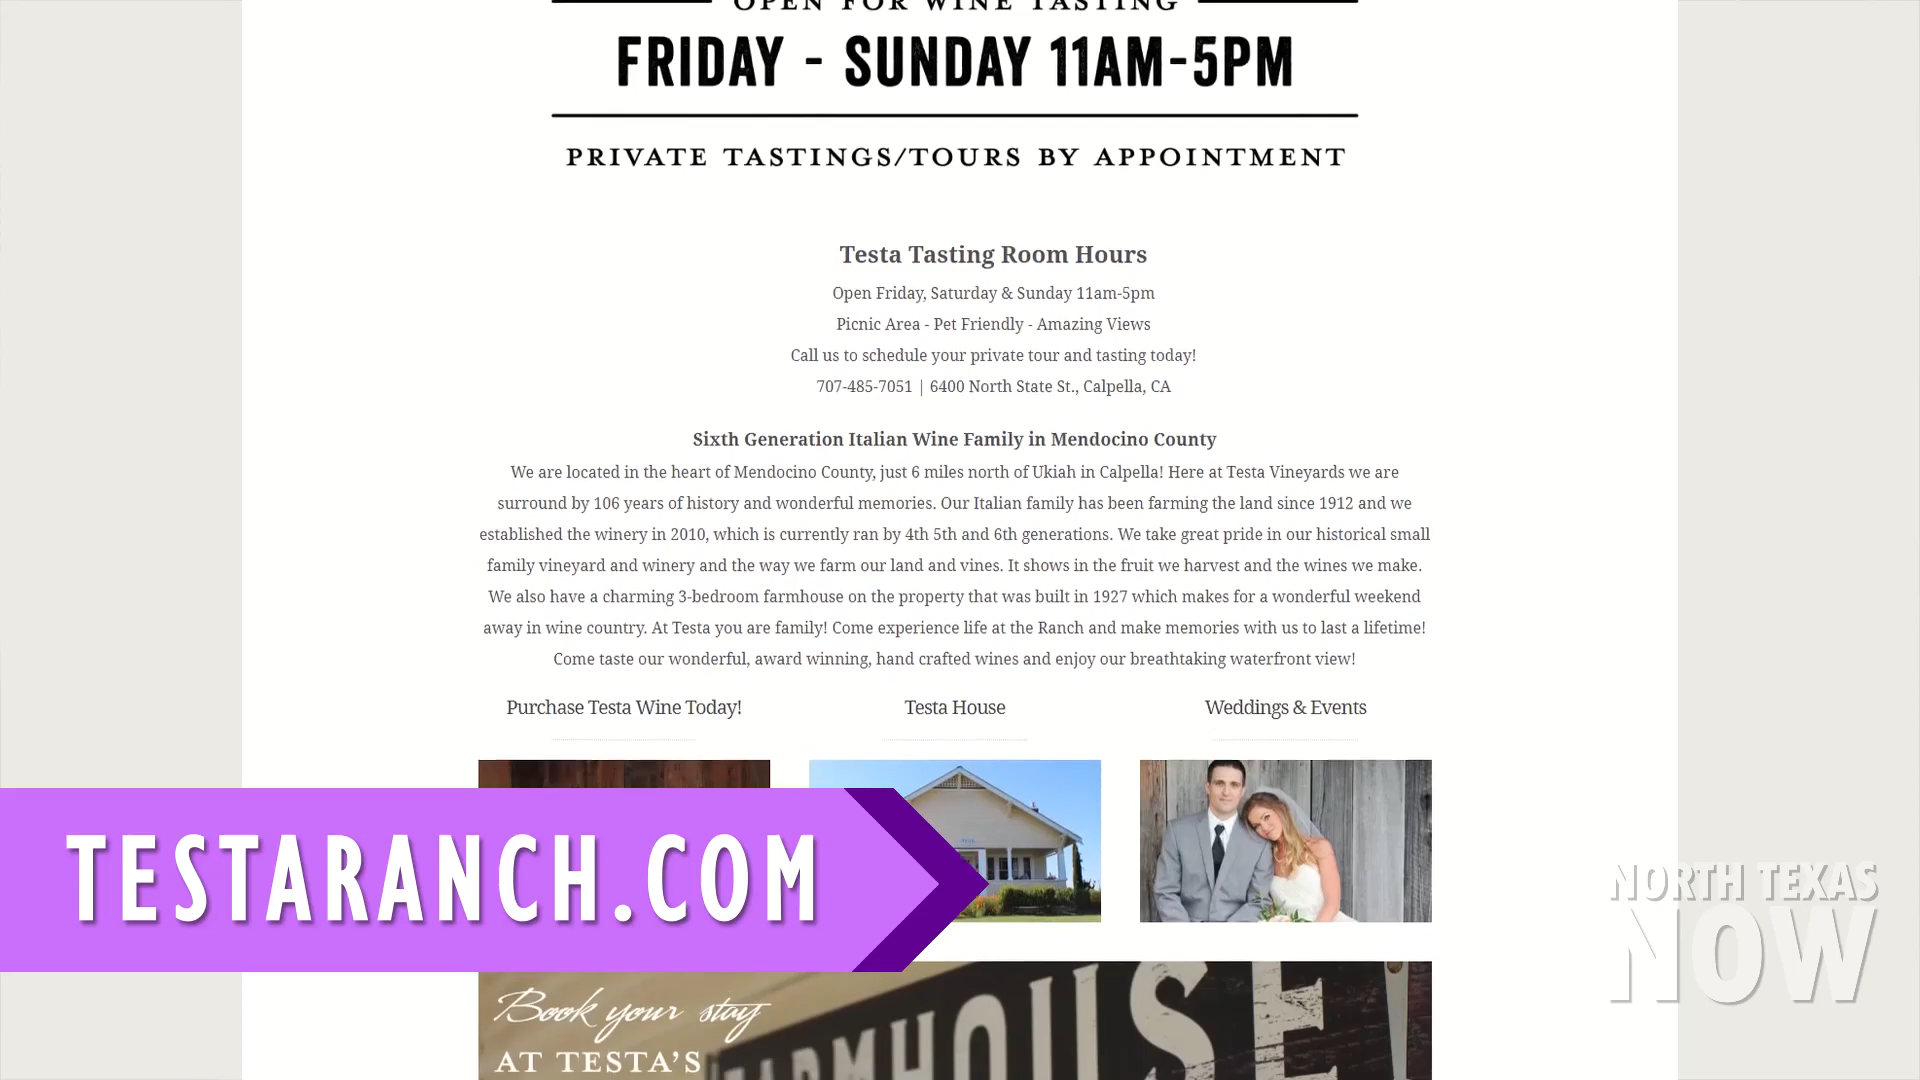 OPEN FOR WINE TASTING
FRIDAY - SUNDAY 11AM-5PM
PRIVATE TASTINGS/TOURS BY APPOINTMENT
Testa Tasting Room Hours
Open Friday, Saturday & Sunday 11am-5pm
Picnic Area - Pet Friendly - Amazing Views
Call us to schedule your private tour and tasting today!
707-485-7051 | 6400 North State St., Calpella, CA
Sixth Generation Italian Wine Family in Mendocino County
We are located in the heart of Mendocino County, just 6 miles north of Ukiah in Calpella! Here at Testa Vineyards we are
surround by 106 years of history and wonderful memories. Our Italian family has been farming the land since 1912 and we
established the winery in 2010, which is currently ran by 4th 5th and 6th generations. We take great pride in our historical small
family vineyard and winery and the way we farm our land and vines. It shows in the fruit we harvest and the wines we make.
We also have a charming 3-bedroom farmhouse on the property that was built in 1927 which makes for a wonderful weekend
away in wine country. At Testa you are family! Come experience life at the Ranch and make memories with us to last a lifetime!
Come taste our wonderful, award winning, hand crafted wines and enjoy our breathtaking waterfront view!
Purchase Testa Wine Today!
Testa House
Weddings & Events
TESTARANCH.COM
NORTH TEXAS
NOW
Book your stay
AT TESTA'S
FARMHOUSE!